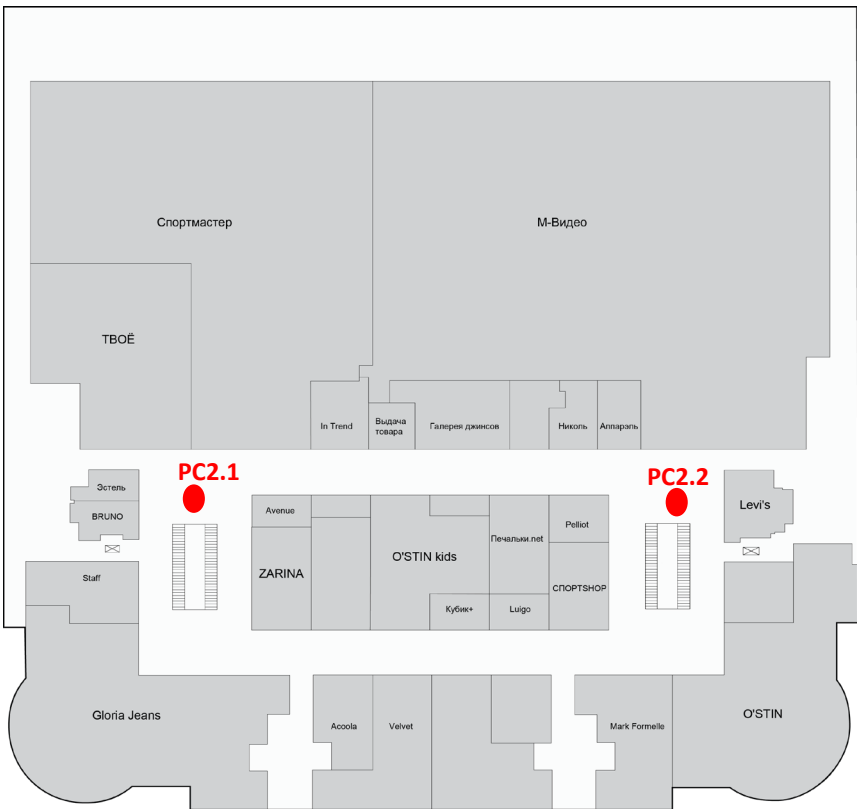 Спортмастер
М-Видео
ТВОЁ
In Trend
Выдача
товара
Галерея джинсов
Николь
Аппарэль
PC2.1
PC2.2
Эстель
BRUNO
Avenue
Печальки.net
Pelliot
Levi's
Staff
ZARINA
O'STIN kids
СПОРТSHOP
Кубик+
Luigo
Gloria Jeans
Acoola
Velvet
Mark Formelle
O'STIN